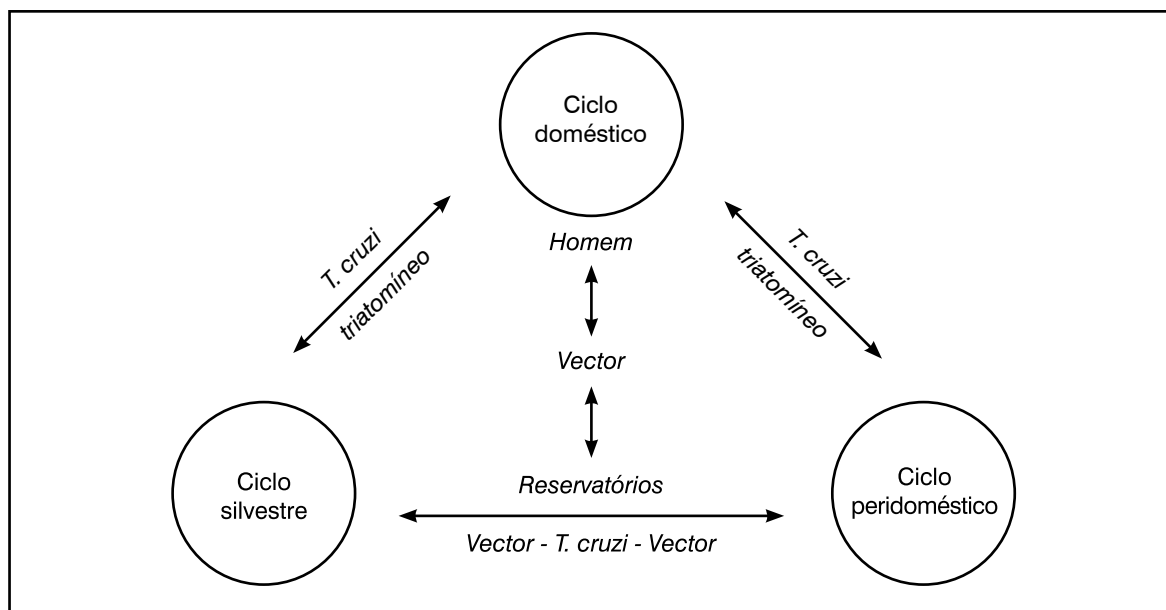 Ciclo
doméstico
T. cruzi
triatomíneo
Homem
T. cruzi
triatomíneo
Vector
Ciclo
silvestre
Reservatórios
Vector - T. cruzi - Vector
Ciclo
peridoméstico